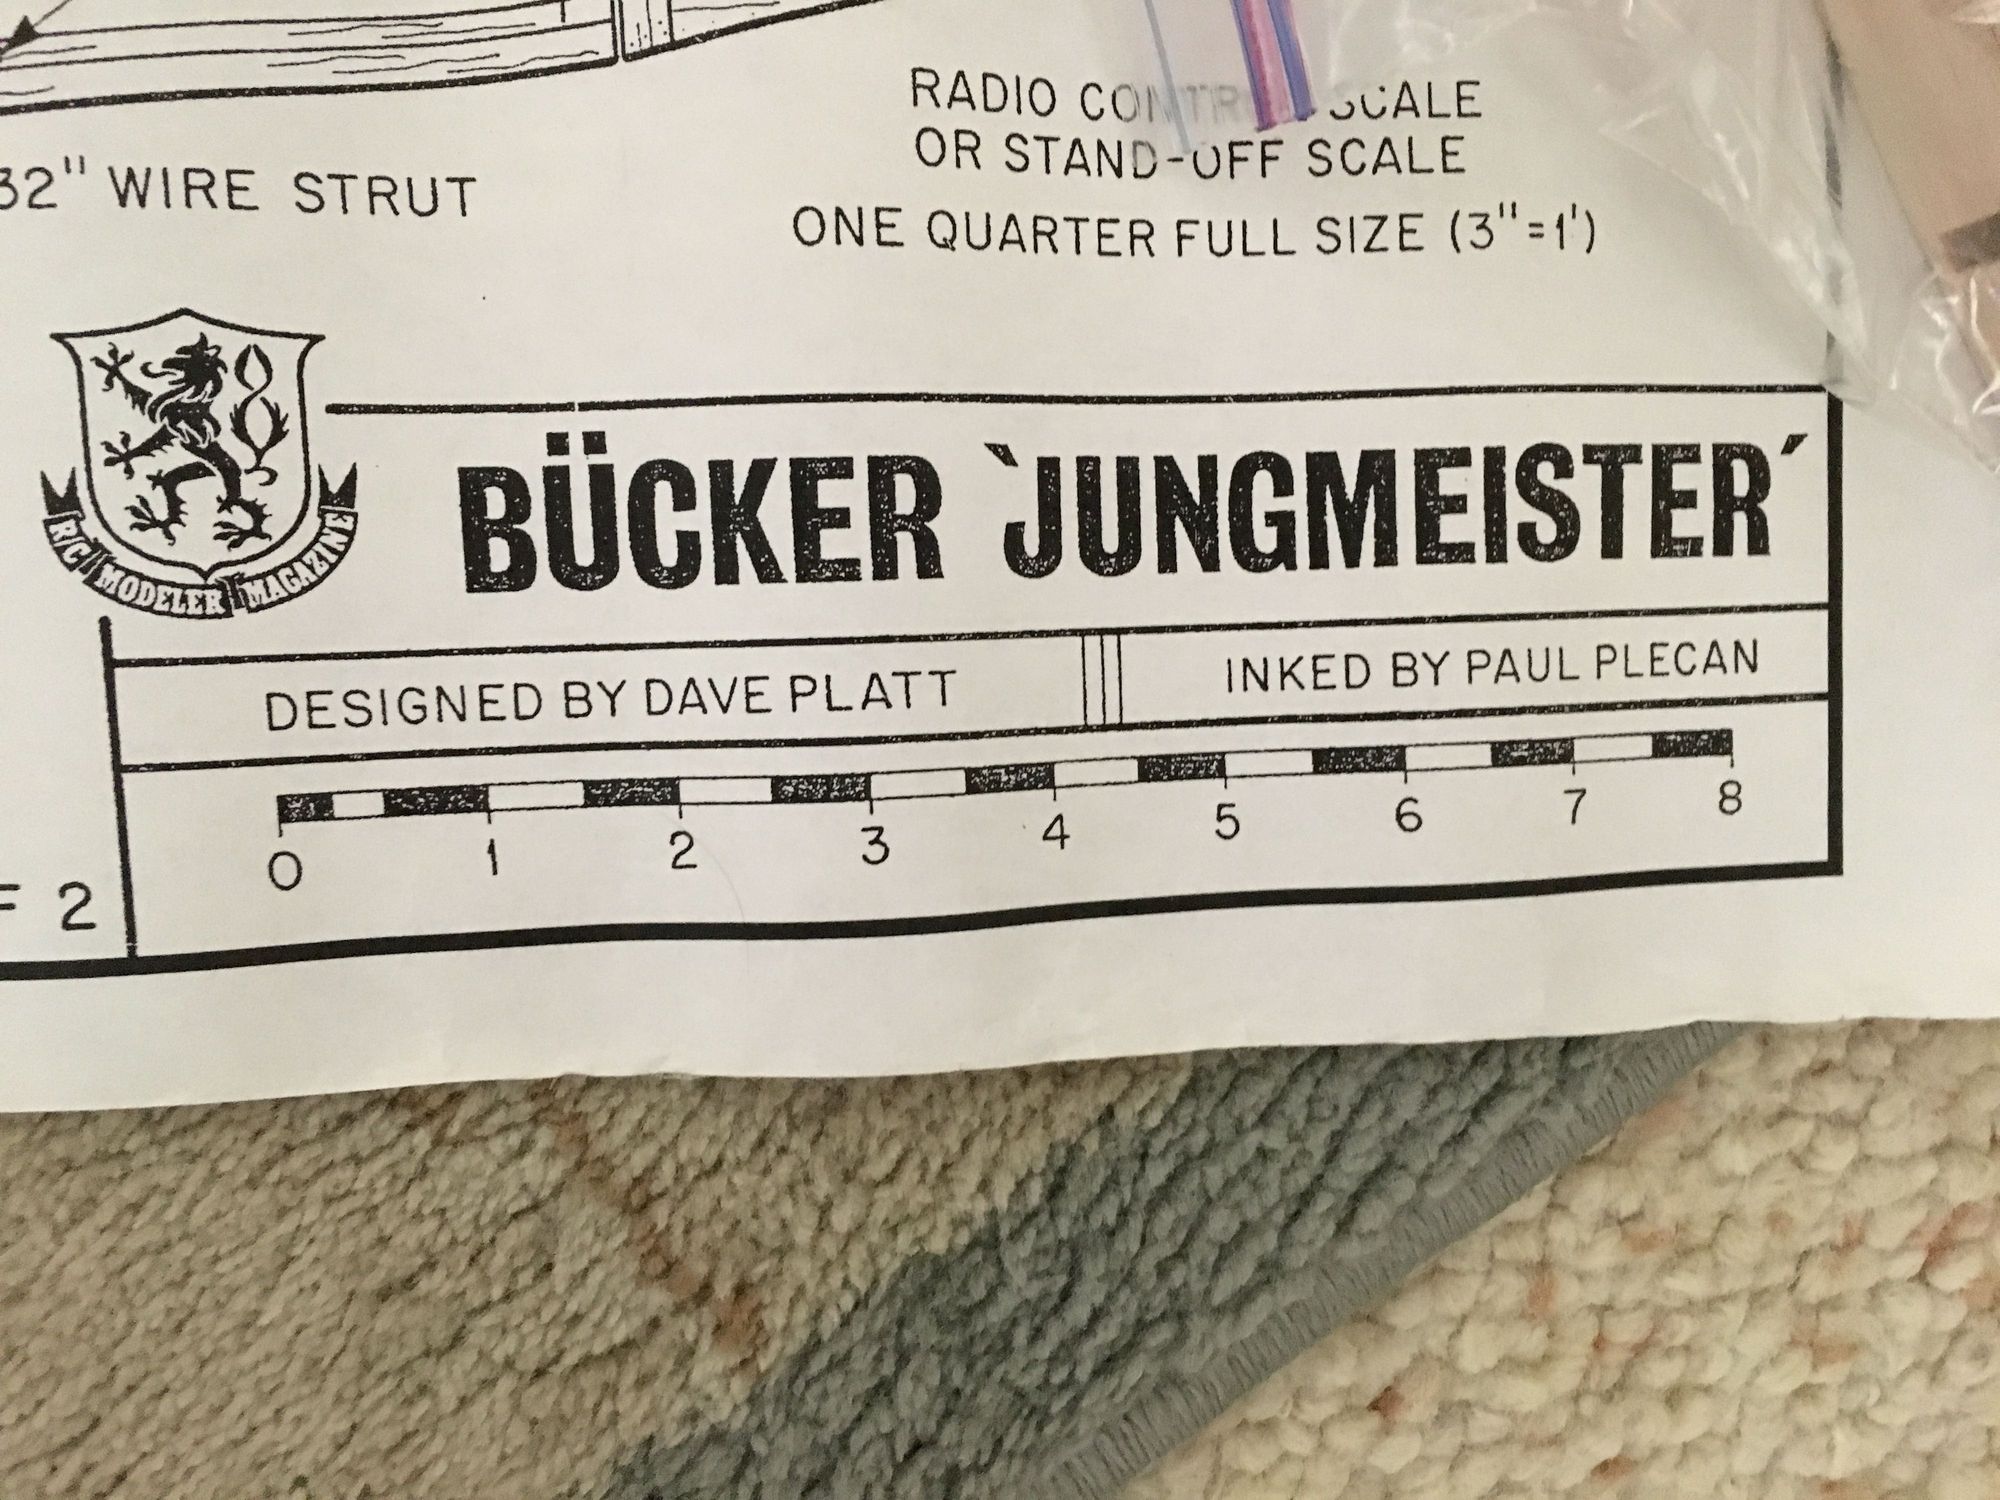 RADIO CONTROL SCALE
OR STAND-OFF SCALE
32" WIRE STRUT
ONE QUARTER FULL SIZE (3"=1')
R/C MODELER MAGAZINE
BÜCKER `JUNGMEISTER´
DESIGNED BY DAVE PLATT
INKED BY PAUL PLECAN
0 1 2 3 4 5 6 7 8
F 2